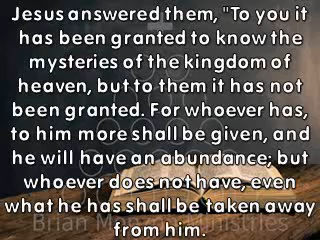 Jesus answered them, "To you it
has been granted to know the
mysteries of the kingdom of
heaven, but to them it has not
been granted. For whoever has,
to him more shall be given, and
he will have an abundance; but
whoever does not have, even
what he has shall be taken away
from him.
Brian M Ministries